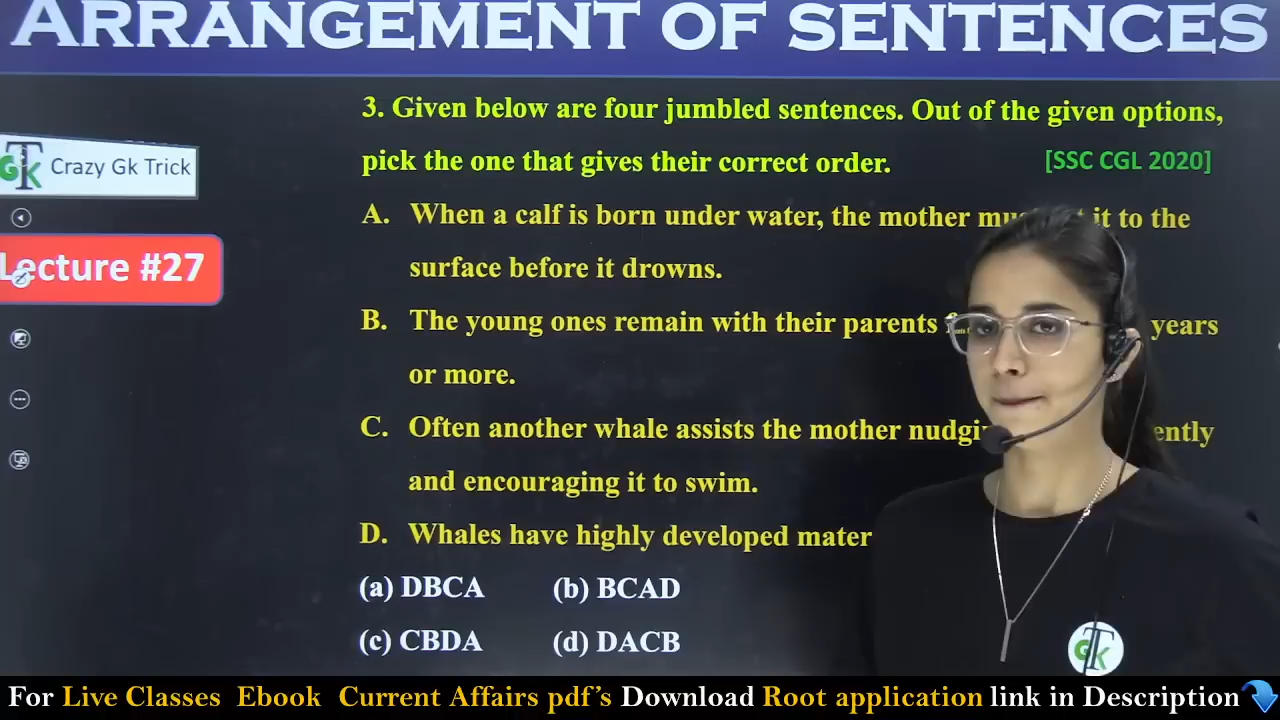 ARRANGEMENT OF SENTENCES
3. Given below are four jumbled sentences. Out of the given options,
pick the one that gives their correct order. [SSC CGL 2020]
GK Crazy Gk Trick
A. When a calf is born under water, the mother it to the
Lecture #27
surface before it drowns.
B. The young ones remain with their parents years
or more.
C. Often another whale assists the mother
and encouraging it to swim.
D. Whales have highly developed
(a) DBCA (b) BCAD
(c) CBDA (d) DACB
GK
For Live Classes Ebook Current Affairs pdf's Download Root application link in Description